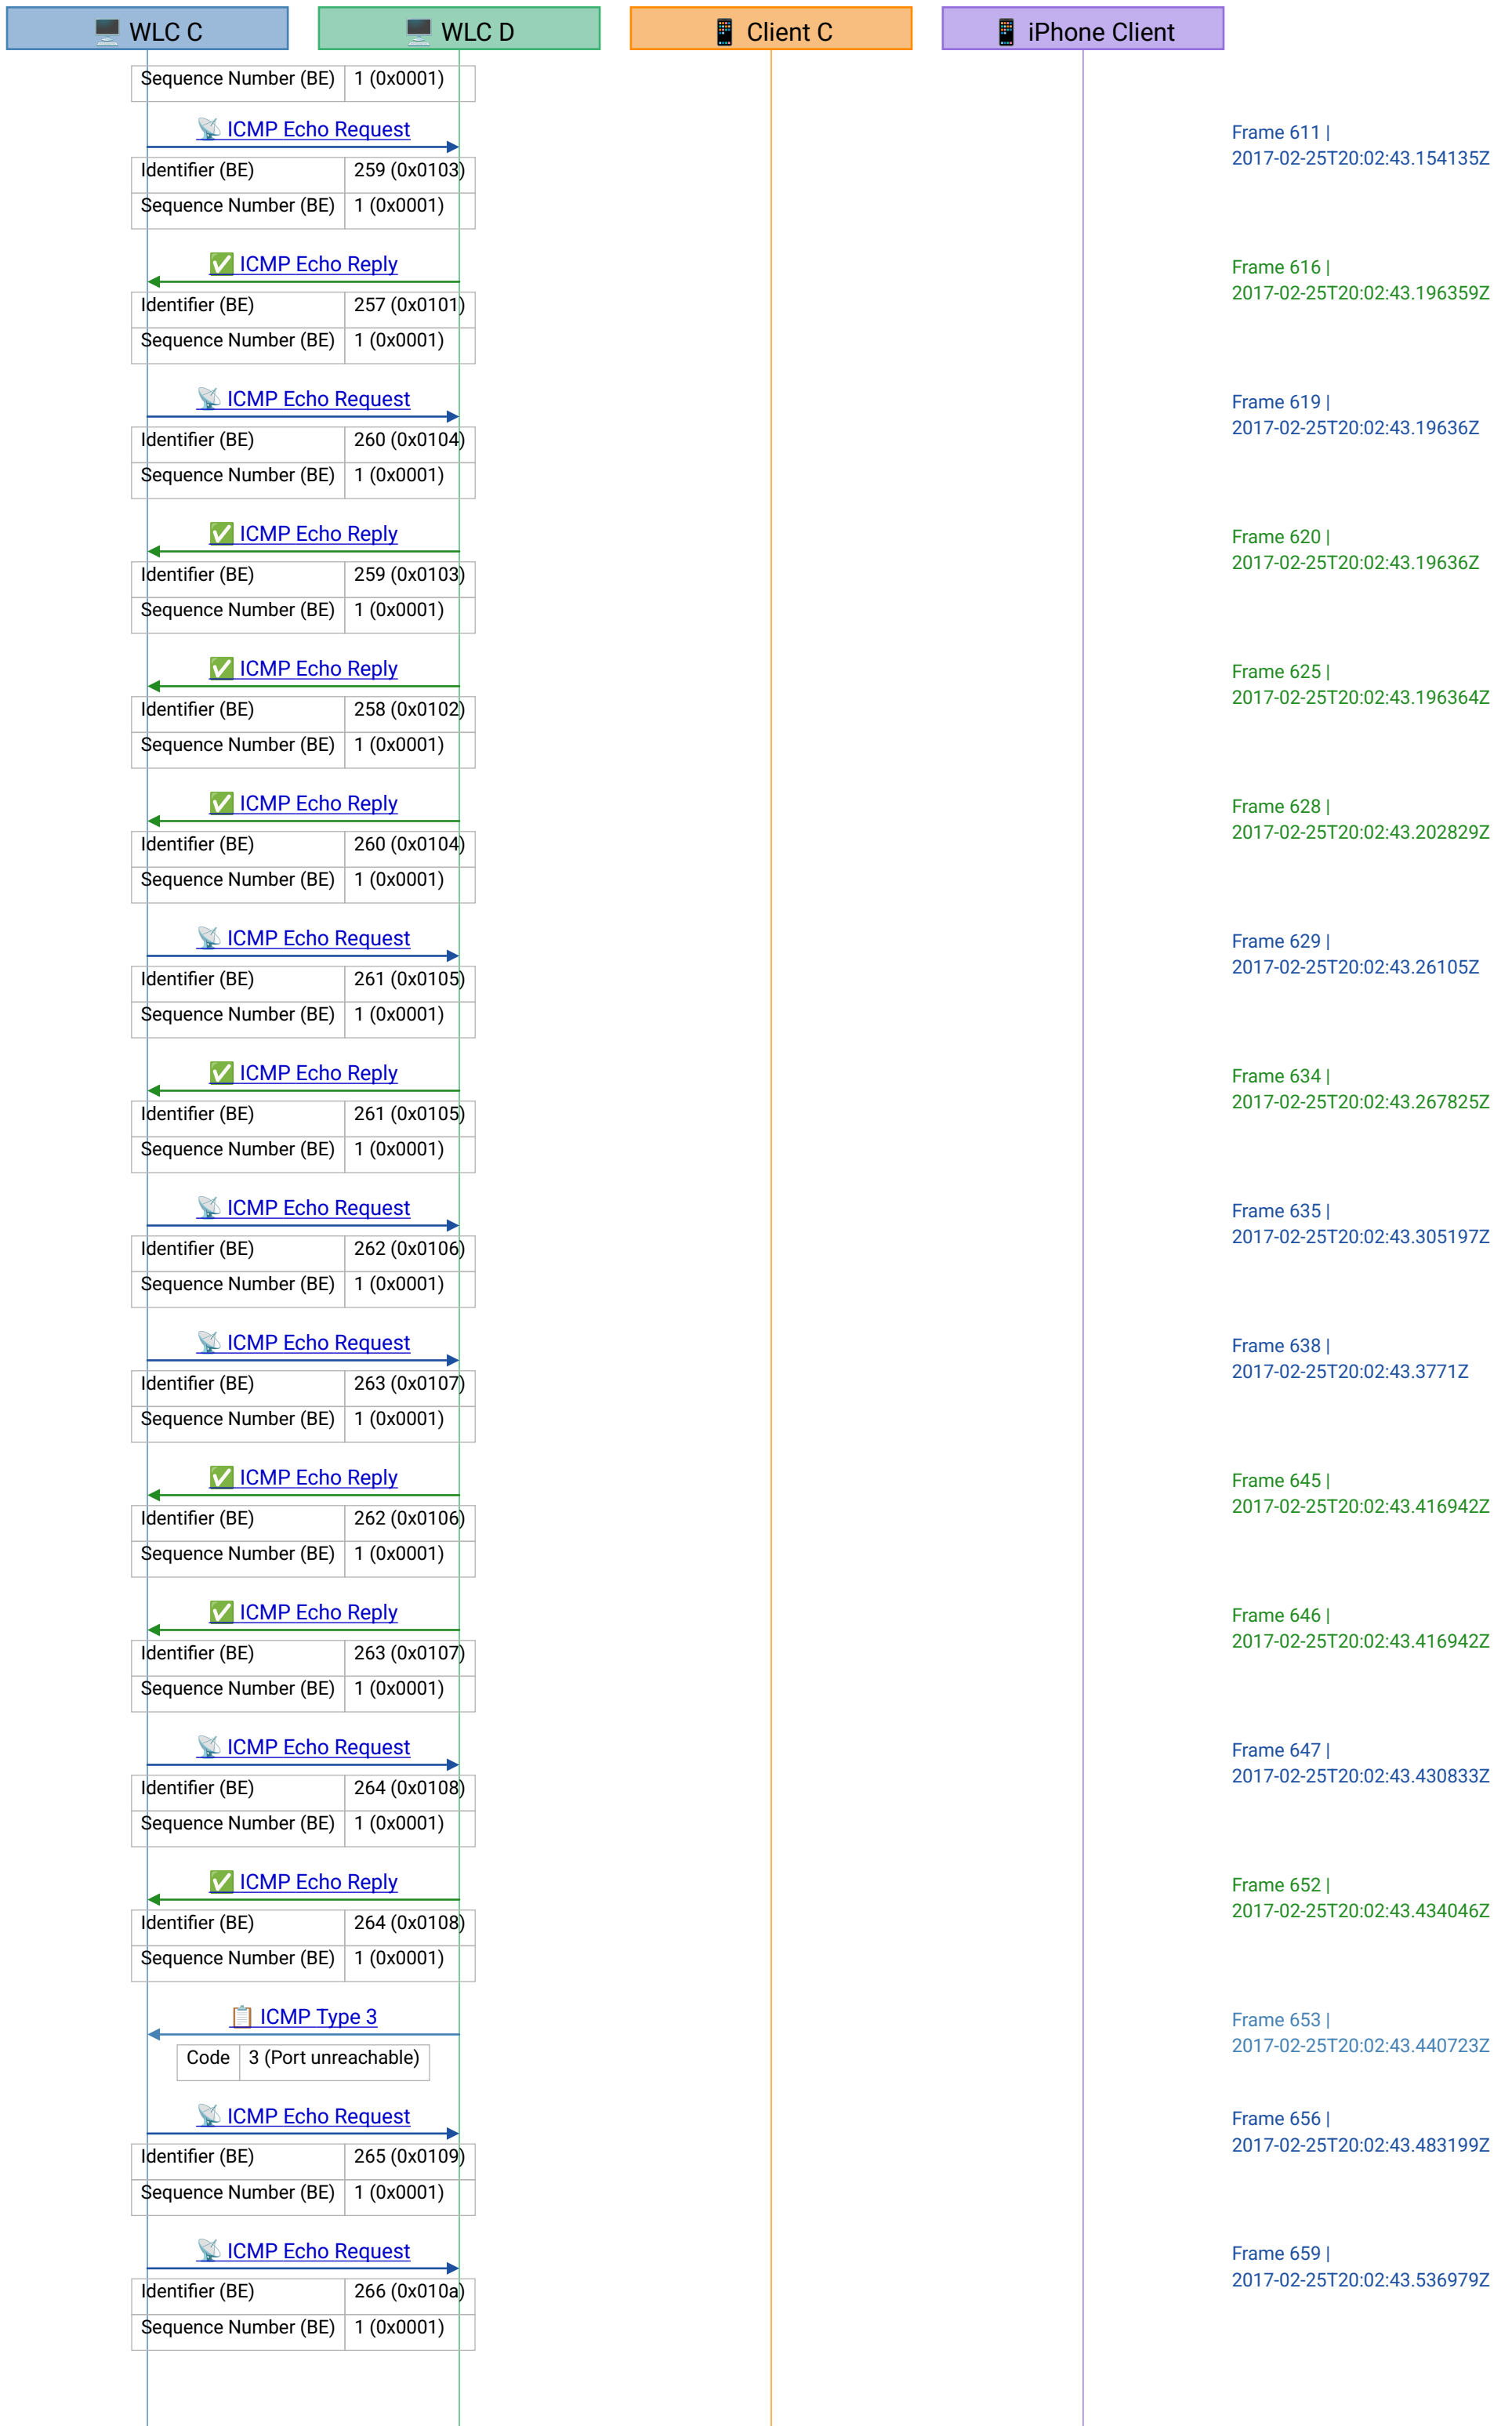 WLC C
WLC D
Client C
iPhone Client
Sequence Number (BE) 1 (0x0001)
ICMP Echo Request
Frame 611 |
2017-02-25T20:02:43.154135Z
Identifier (BE) 259 (0x0103)
Sequence Number (BE) 1 (0x0001)
ICMP Echo Reply
Frame 616 |
2017-02-25T20:02:43.196359Z
Identifier (BE) 257 (0x0101)
Sequence Number (BE) 1 (0x0001)
ICMP Echo Request
Frame 619 |
2017-02-25T20:02:43.19636Z
Identifier (BE) 260 (0x0104)
Sequence Number (BE) 1 (0x0001)
ICMP Echo Reply
Frame 620 |
2017-02-25T20:02:43.19636Z
Identifier (BE) 259 (0x0103)
Sequence Number (BE) 1 (0x0001)
ICMP Echo Reply
Frame 625 |
2017-02-25T20:02:43.196364Z
Identifier (BE) 258 (0x0102)
Sequence Number (BE) 1 (0x0001)
ICMP Echo Reply
Frame 628 |
2017-02-25T20:02:43.202829Z
Identifier (BE) 260 (0x0104)
Sequence Number (BE) 1 (0x0001)
ICMP Echo Request
Frame 629 |
2017-02-25T20:02:43.26105Z
Identifier (BE) 261 (0x0105)
Sequence Number (BE) 1 (0x0001)
ICMP Echo Reply
Frame 634 |
2017-02-25T20:02:43.267825Z
Identifier (BE) 261 (0x0105)
Sequence Number (BE) 1 (0x0001)
ICMP Echo Request
Frame 635 |
2017-02-25T20:02:43.305197Z
Identifier (BE) 262 (0x0106)
Sequence Number (BE) 1 (0x0001)
ICMP Echo Request
Frame 638 |
2017-02-25T20:02:43.3771Z
Identifier (BE) 263 (0x0107)
Sequence Number (BE) 1 (0x0001)
ICMP Echo Reply
Frame 645 |
2017-02-25T20:02:43.416942Z
Identifier (BE) 262 (0x0106)
Sequence Number (BE) 1 (0x0001)
ICMP Echo Reply
Frame 646 |
2017-02-25T20:02:43.416942Z
Identifier (BE) 263 (0x0107)
Sequence Number (BE) 1 (0x0001)
ICMP Echo Request
Frame 647 |
2017-02-25T20:02:43.430833Z
Identifier (BE) 264 (0x0108)
Sequence Number (BE) 1 (0x0001)
ICMP Echo Reply
Frame 652 |
2017-02-25T20:02:43.434046Z
Identifier (BE) 264 (0x0108)
Sequence Number (BE) 1 (0x0001)
ICMP Type 3
Frame 653 |
2017-02-25T20:02:43.440723Z
Code 3 (Port unreachable)
ICMP Echo Request
Frame 656 |
2017-02-25T20:02:43.483199Z
Identifier (BE) 265 (0x0109)
Sequence Number (BE) 1 (0x0001)
ICMP Echo Request
Frame 659 |
2017-02-25T20:02:43.536979Z
Identifier (BE) 266 (0x010a)
Sequence Number (BE) 1 (0x0001)